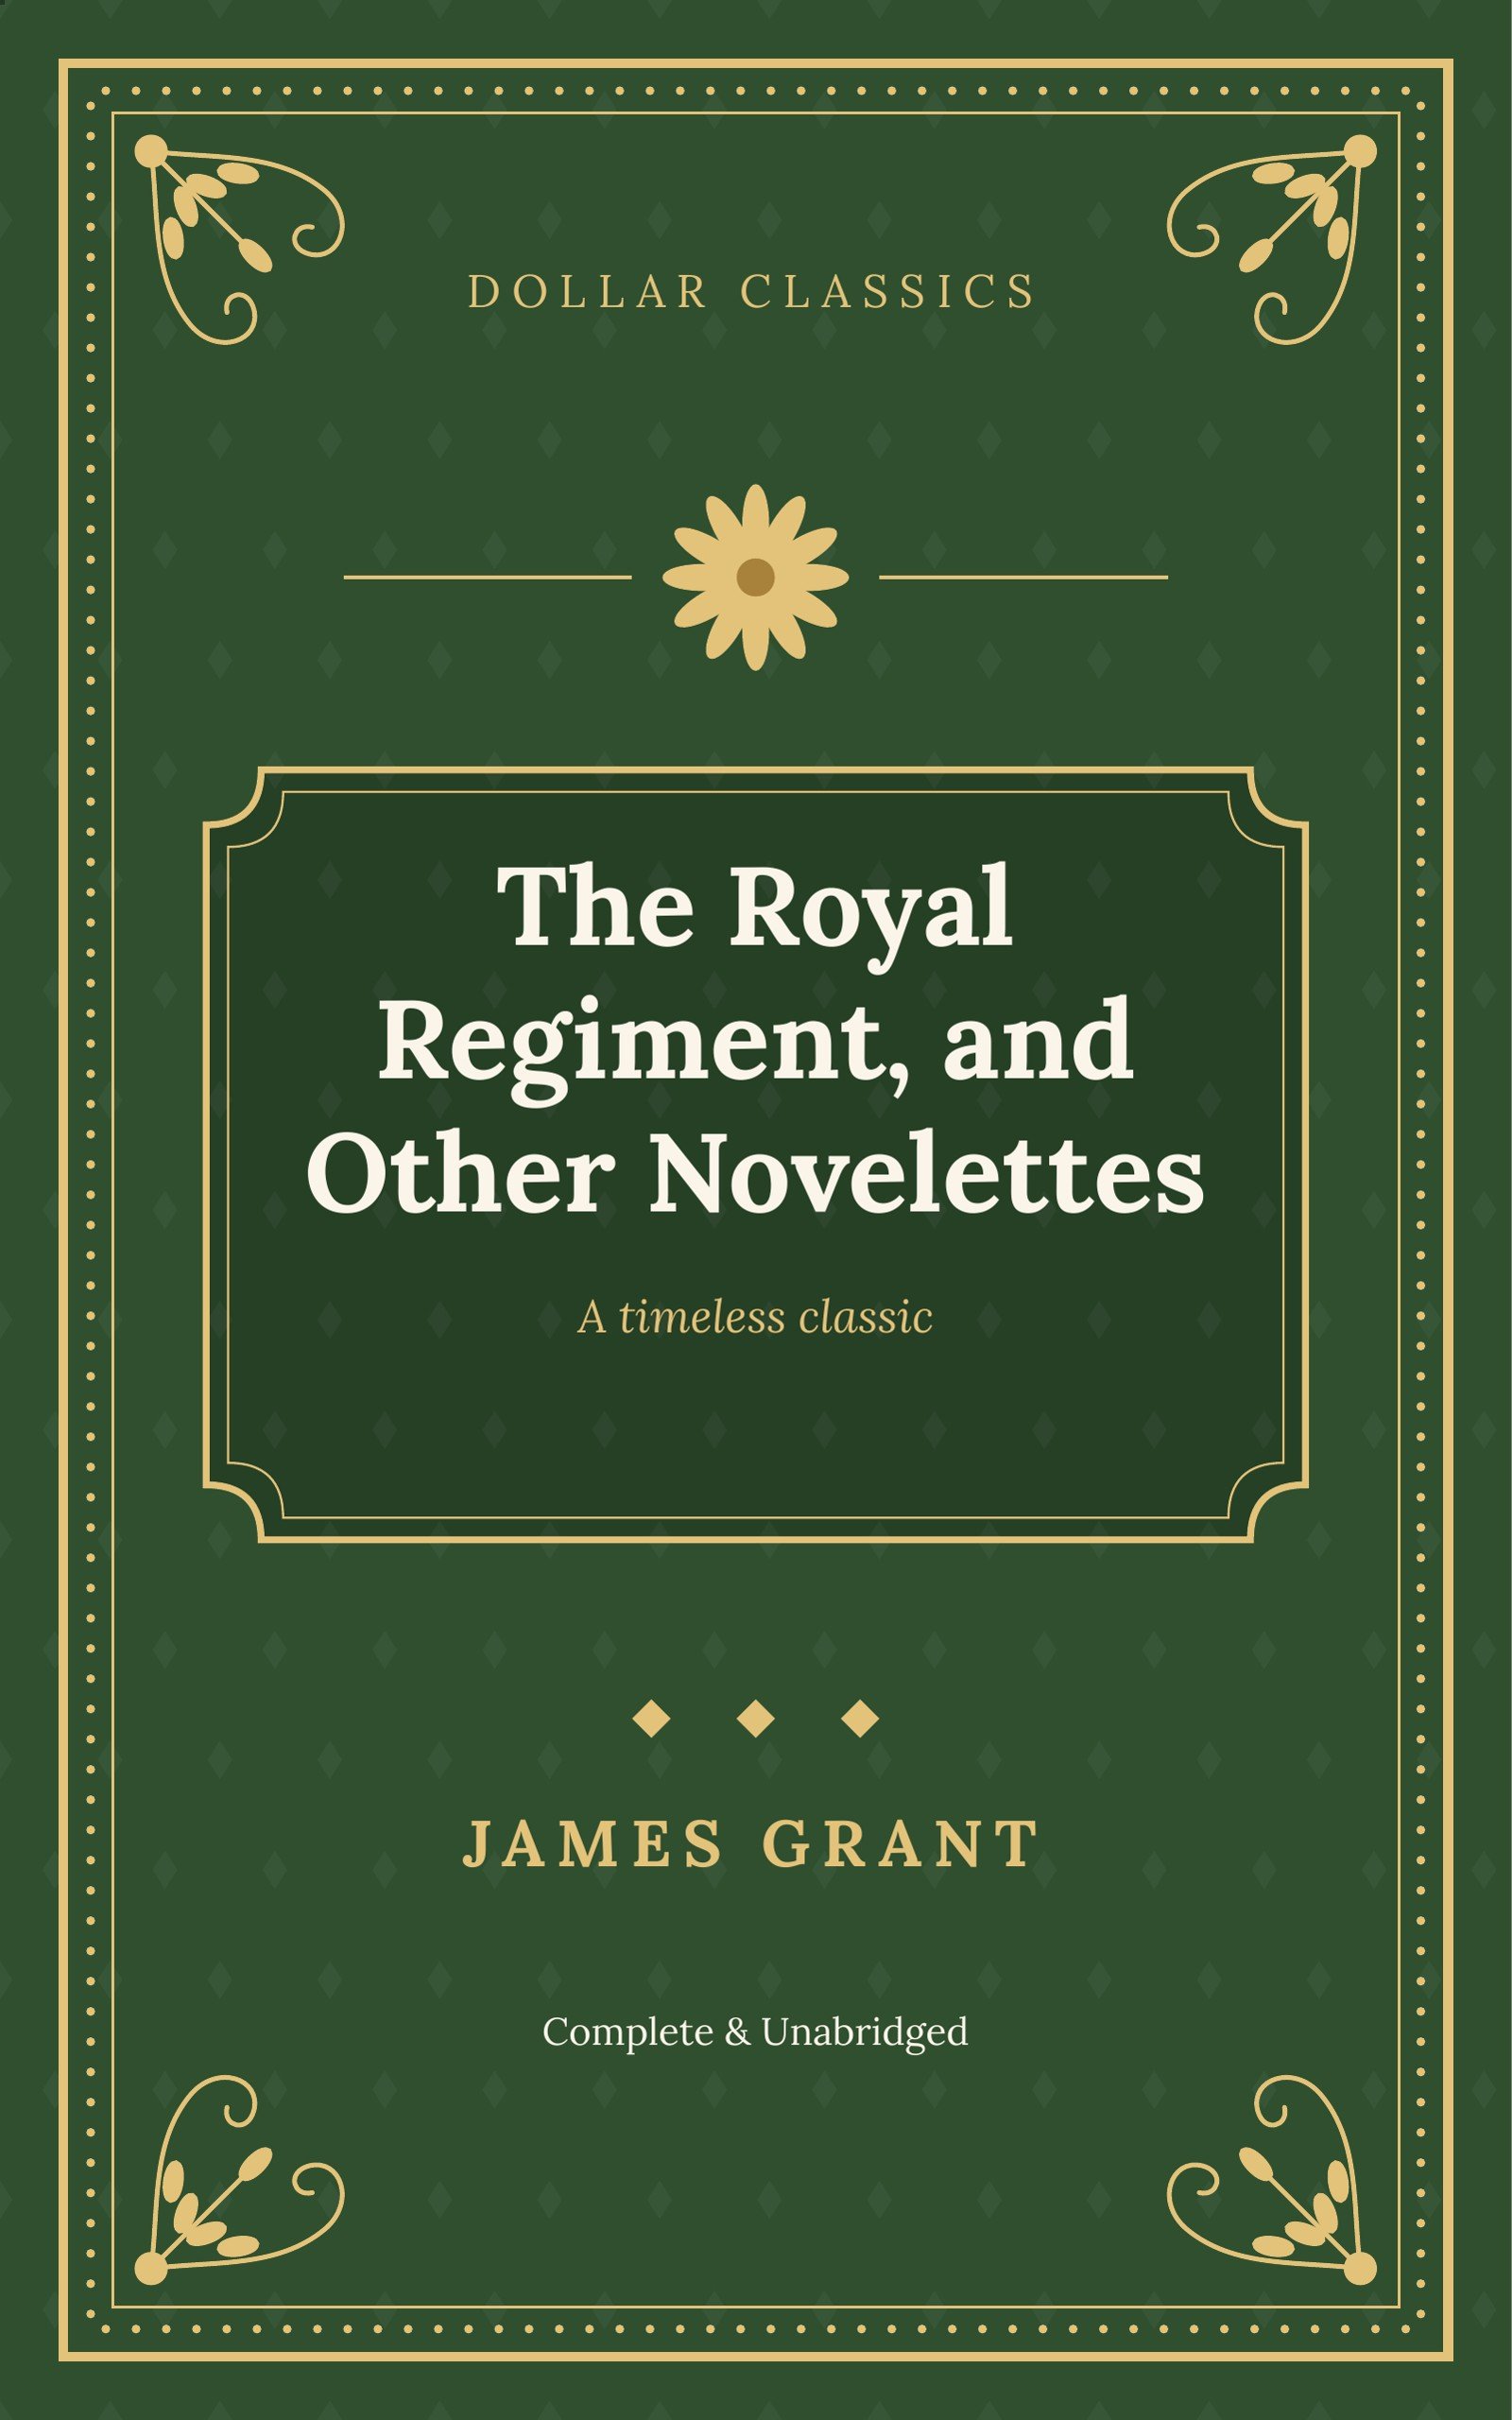 DOLLAR CLASSICS
The Royal
Regiment, and
Other Novelettes
A timeless classic
JAMES GRANT
Complete & Unabridged